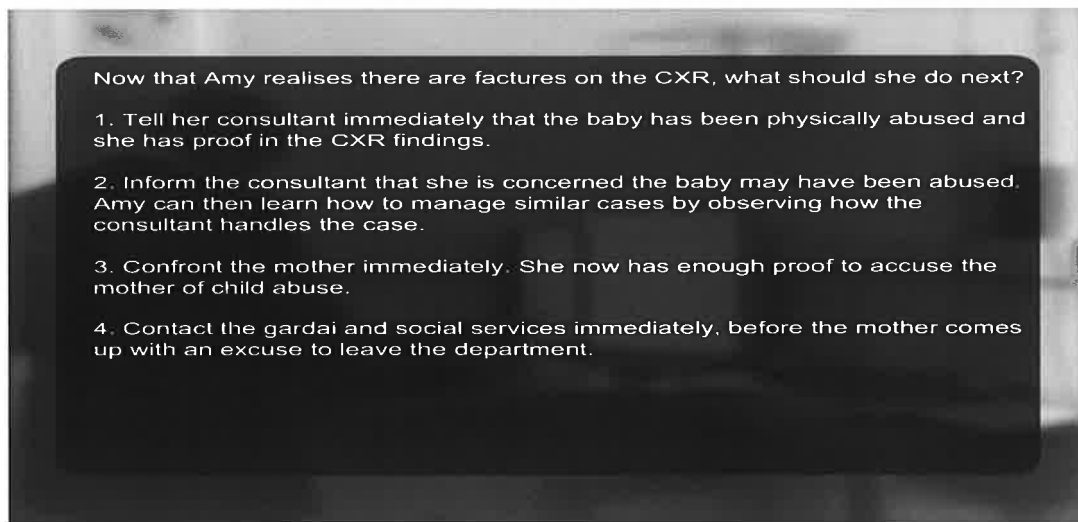 Now that Amy realises there are factures on the CXR, what should she do next?
1. Tell her consultant immediately that the baby has been physically abused and
she has proof in the CXR findings.
2. Inform the consultant that she is concerned the baby may have been abused.
Amy can then learn how to manage similar cases by observing how the
consultant handles the case.
3. Confront the mother immediately. She now has enough proof to accuse the
mother of child abuse.
4. Contact the gardai and social services immediately, before the mother comes
up with an excuse to leave the department.